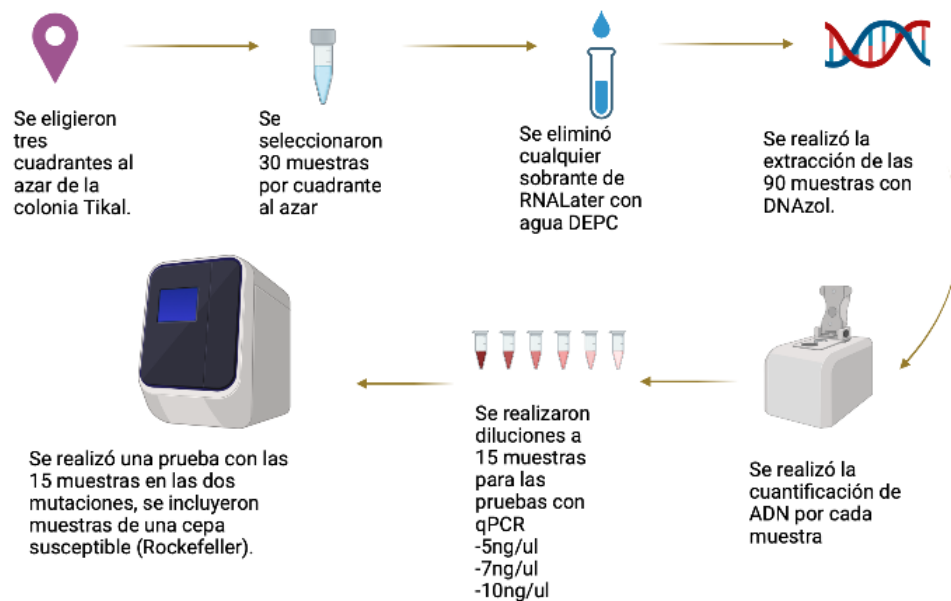 Se eligieron
tres
cuadrantes al
azar de la
colonia Tikal.
Se
seleccionaron
30 muestras
por cuadrante
al azar
Se eliminó
cualquier
sobrante de
RNALater con
agua DEPC
Se realizó la
extracción de las
90 muestras con
DNAzol.
Se realizó la
cuantificación de
ADN por cada
muestra
Se realizaron
diluciones a
15 muestras
para las
pruebas con
qPCR
-5ng/ul
-7ng/ul
-10ng/ul
Se realizó una prueba con las
15 muestras en las dos
mutaciones, se incluyeron
muestras de una cepa
susceptible (Rockefeller).